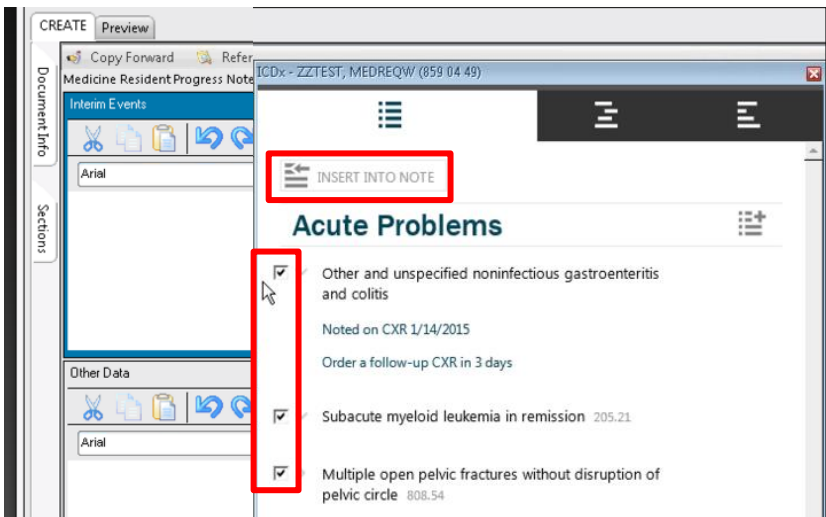 CREATE Preview
Copy Forward Refer
Medicine Resident Progress Note
Document Info
Sections
Interim Events
Arial
Other Data
Arial
ICDx - ZZTEST, MEDREQW (859 04 49)
INSERT INTO NOTE
Acute Problems
Other and unspecified noninfectious gastroenteritis
and colitis
Noted on CXR 1/14/2015
Order a follow-up CXR in 3 days
Subacute myeloid leukemia in remission 205.21
Multiple open pelvic fractures without disruption of
pelvic circle 808.54